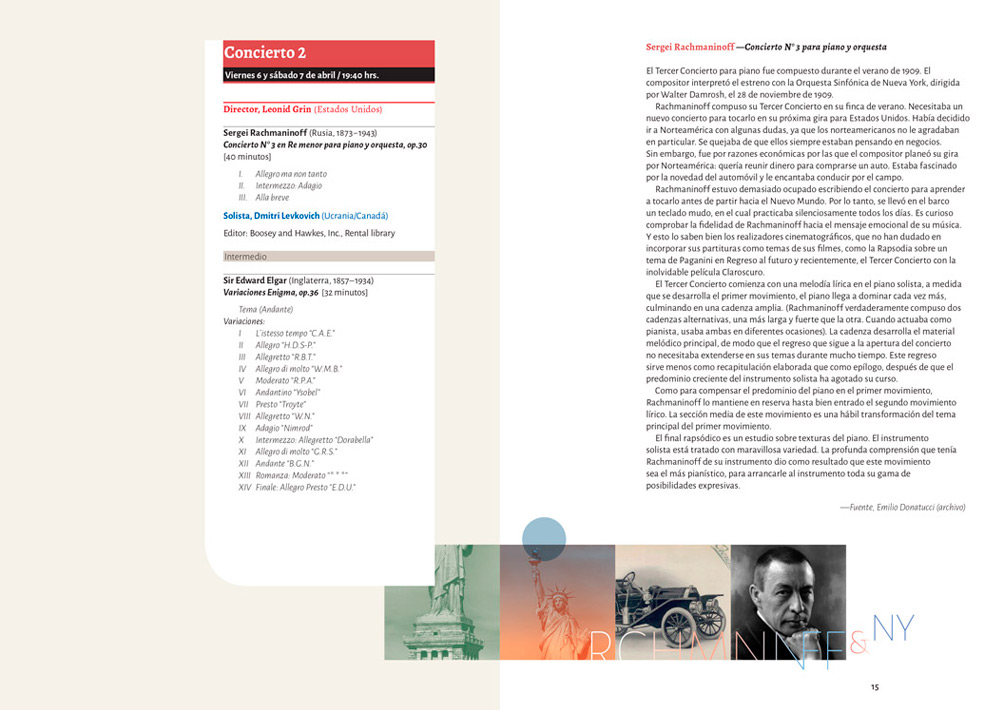 Concierto 2
Viernes 6 y sábado 7 de abril / 19:40 hrs.
Director, Leonid Grin (Estados Unidos)
Sergei Rachmaninoff (Rusia, 1873–1943)
Concierto N° 3 en Re menor para piano y orquesta, op.30
[40 minutos]
I. Allegro ma non tanto
II. Intermezzo: Adagio
III. Alla breve
Solista, Dmitri Levkovich (Ucrania/Canadá)
Editor: Boosey and Hawkes, Inc., Rental library
Intermedio
Sir Edward Elgar (Inglaterra, 1857–1934)
Variaciones Enigma, op.36 [32 minutos]
Tema (Andante)
Variaciones:
I L'istesso tempo "C.A.E."
II Allegro "H.D.S-P."
III Allegretto "R.B.T."
IV Allegro di molto "W.M.B."
V Moderato "R.P.A."
VI Andantino "Ysobel"
VII Presto "Troyte"
VIII Allegretto "W.N."
IX Adagio "Nimrod"
X Intermezzo: Allegretto "Dorabella"
XI Allegro di molto "G.R.S."
XII Andante "B.G.N."
XIII Romanza: Moderato "* * *"
XIV Finale: Allegro Presto "E.D.U."
Sergei Rachmaninoff —Concierto N° 3 para piano y orquesta
El Tercer Concierto para piano fue compuesto durante el verano de 1909. El
compositor interpretó el estreno con la Orquesta Sinfónica de Nueva York, dirigida
por Walter Damrosh, el 28 de noviembre de 1909.
Rachmaninoff compuso su Tercer Concierto en su finca de verano. Necesitaba un
nuevo concierto para tocarlo en su próxima gira para Estados Unidos. Había decidido
ir a Norteamérica con algunas dudas, ya que los norteamericanos no le agradaban
en particular. Se quejaba de que ellos siempre estaban pensando en negocios.
Sin embargo, fue por razones económicas por las que el compositor planeó su gira
por Norteamérica: quería reunir dinero para comprarse un auto. Estaba fascinado
por la novedad del automóvil y le encantaba conducir por el campo.
Rachmaninoff estuvo demasiado ocupado escribiendo el concierto para aprender
a tocarlo antes de partir hacia el Nuevo Mundo. Por lo tanto, se llevó en el barco
un teclado mudo, en el cual practicaba silenciosamente todos los días. Es curioso
comprobar la fidelidad de Rachmaninoff hacia el mensaje emocional de su música.
Y esto lo saben bien los realizadores cinematográficos, que no han dudado en
incorporar sus partituras como temas de sus filmes, como la Rapsodia sobre un
tema de Paganini en Regreso al futuro y recientemente, el Tercer Concierto con la
inolvidable película Claroscuro.
El Tercer Concierto comienza con una melodía lírica en el piano solista, a medida
que se desarrolla el primer movimiento, el piano llega a dominar cada vez más,
culminando en una cadenza amplia. (Rachmaninoff verdaderamente compuso dos
cadenzas alternativas, una más larga y fuerte que la otra. Cuando actuaba como
pianista, usaba ambas en diferentes ocasiones). La cadenza desarrolla el material
melódico principal, de modo que el regreso que sigue a la apertura del concierto
no necesitaba extenderse en sus temas durante mucho tiempo. Este regreso
sirve menos como recapitulación elaborada que como epílogo, después de que el
predominio creciente del instrumento solista ha agotado su curso.
Como para compensar el predominio del piano en el primer movimiento,
Rachmaninoff lo mantiene en reserva hasta bien entrado el segundo movimiento
lírico. La sección media de este movimiento es una hábil transformación del tema
principal del primer movimiento.
El final rapsódico es un estudio sobre texturas del piano. El instrumento
solista está tratado con maravillosa variedad. La profunda comprensión que tenía
Rachmaninoff de su instrumento dio como resultado que este movimiento
sea el más pianístico, para arrancarle al instrumento toda su gama de
posibilidades expresivas.
—Fuente, Emilio Donatucci (archivo)
RCHMNNFF & NY
15